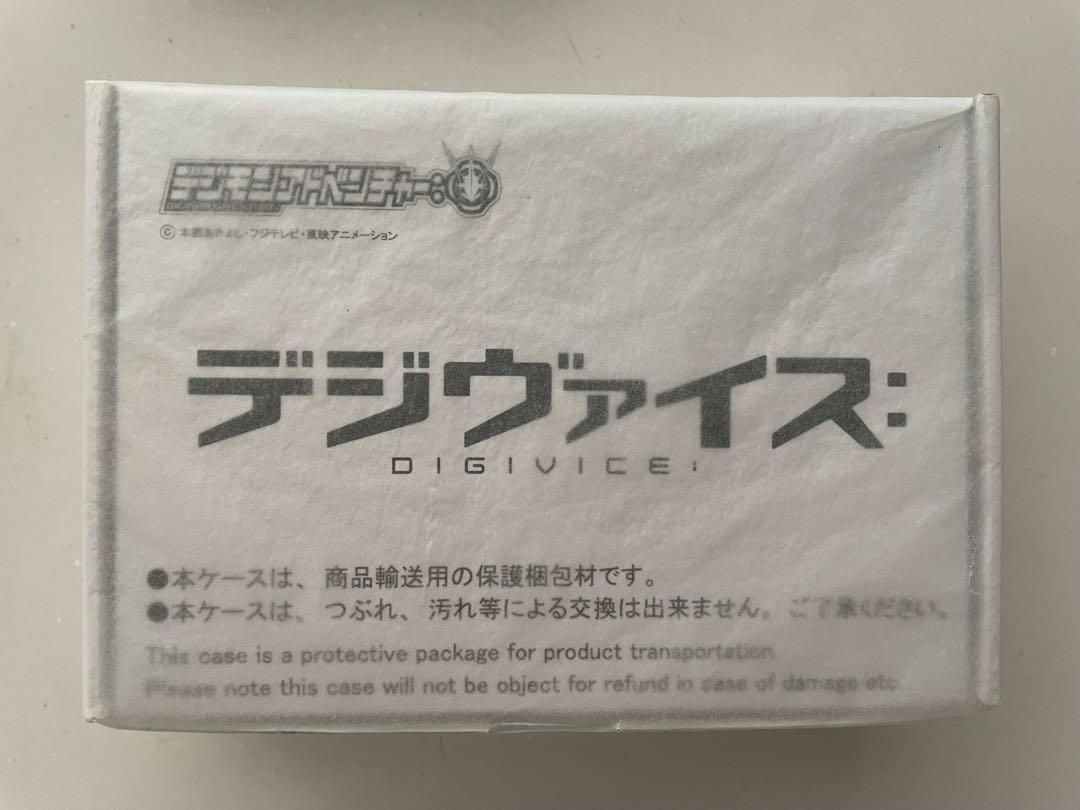 デジモンアドベンチャー:
© 本郷あきよし・フジテレビ・東映アニメーション
デジヴァイス:
DIGIVICE:
●本ケースは、商品輸送用の保護梱包材です。
●本ケースは、つぶれ、汚れ等による交換は出来ません。ご了承ください。
This case is a protective package for product transportation.
Please note this case will not be object for refund in case of damage etc.